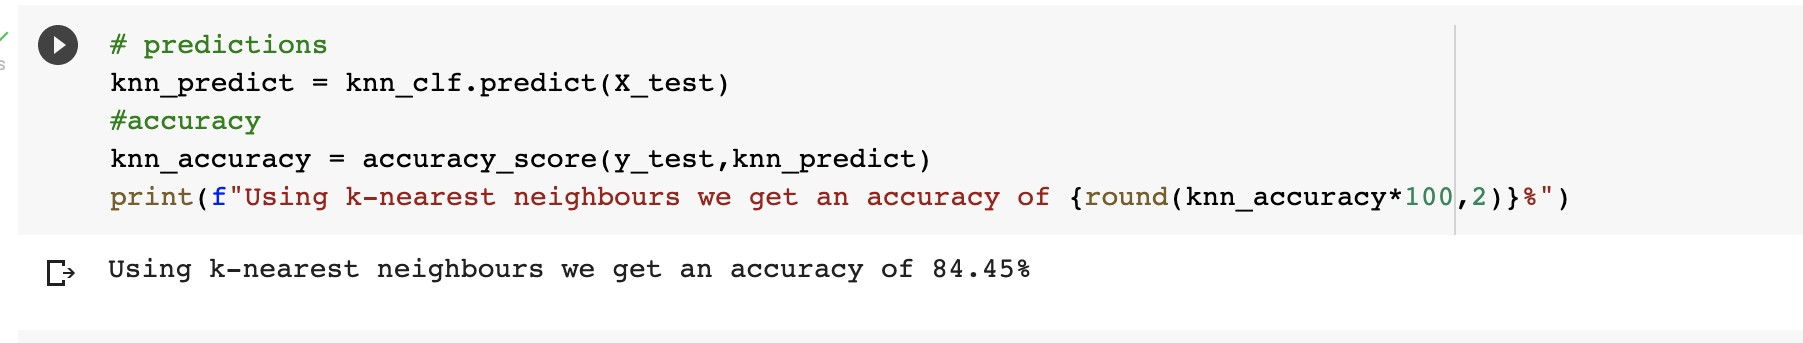 # predictions
knn_predict = knn_clf.predict(X_test)
#accuracy
knn_accuracy = accuracy_score(y_test,knn_predict)
print(f"Using k-nearest neighbours we get an accuracy of {round(knn_accuracy*100,2)}%")
Using k-nearest neighbours we get an accuracy of 84.45%